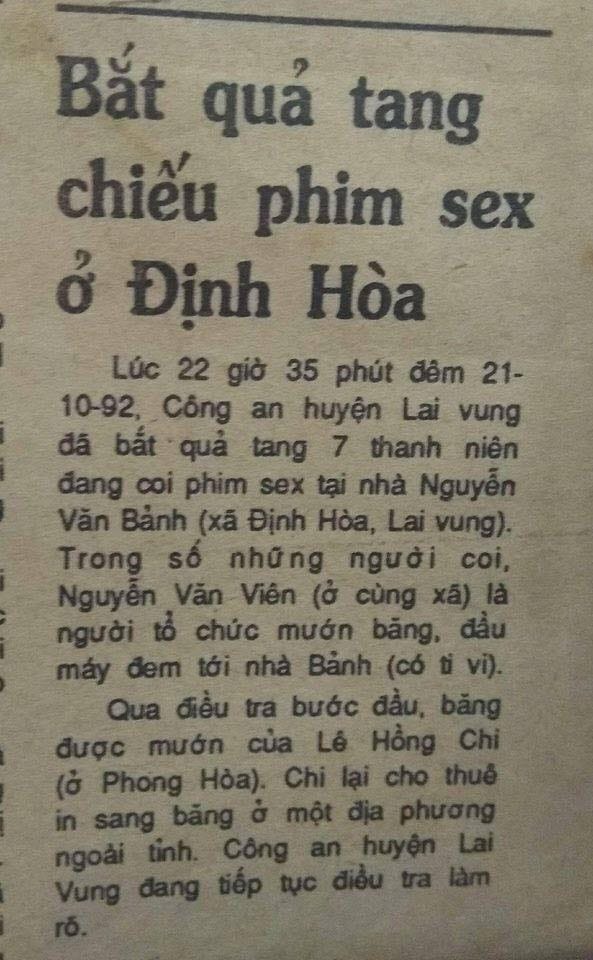 Bắt quả tang
chiếu phim sex
ở Định Hòa
Lúc 22 giờ 35 phút đêm 21-
10-92, Công an huyện Lai vung
đã bắt quả tang 7 thanh niên
đang coi phim sex tại nhà Nguyễn
Văn Bảnh (xã Định Hòa, Lai vung).
Trong số những người coi,
Nguyễn Văn Viên (ở cùng xã) là
người tổ chức mướn băng, đầu
máy đem tới nhà Bảnh (có ti vi).
Qua điều tra bước đầu, băng
được mướn của Lê Hồng Chi
(ở Phong Hòa). Chi lại cho thuê
in sang băng ở một địa phương
ngoài tỉnh. Công an huyện Lai
Vung đang tiếp tục điều tra làm
rõ.